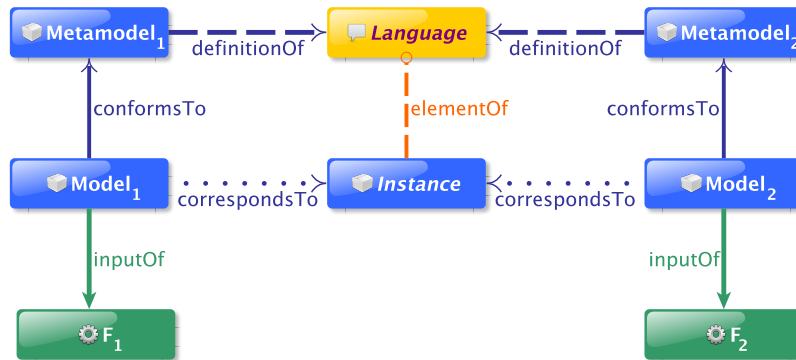 Metamodel₁
definitionOf
Language
definitionOf
Metamodel₂
conformsTo
elementOf
conformsTo
Model₁
correspondsTo
Instance
correspondsTo
Model₂
inputOf
inputOf
F₁
F₂